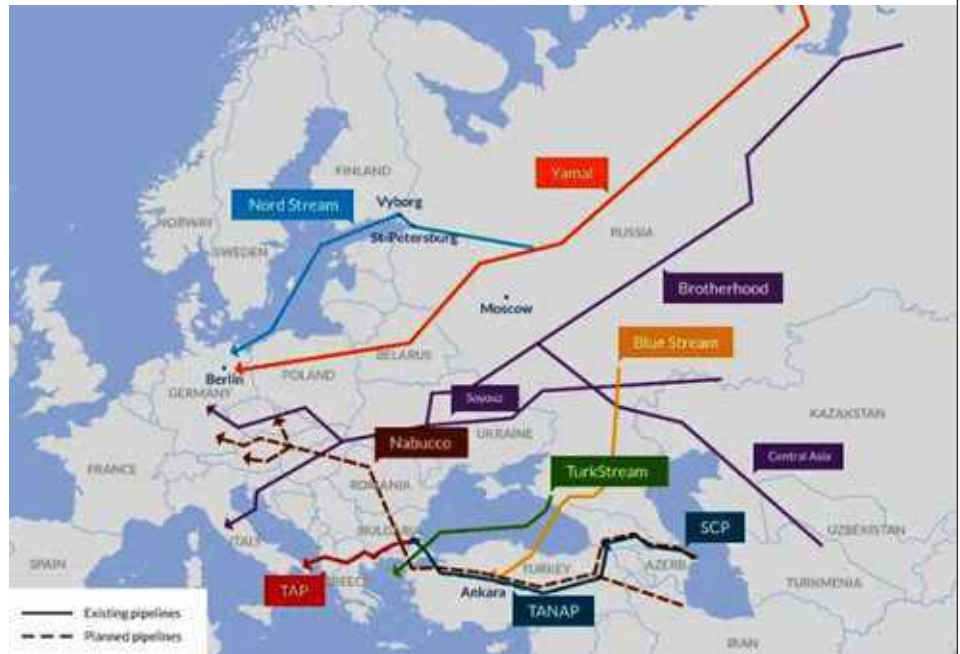 FINLAND
Yamal
Vyborg
Nord Stream
NORWAY
RUSSIA
St-Petersburg
SWEDEN
Brotherhood
Moscow
Blue Stream
BELARUS
Berlin
POLAND
GERMANY
Soyouz
KAZAKHSTAN
UKRAINE
Nabucco
Central Asia
FRANCE
TurkStream
ROMANIA
SCP
BULGARIA
UZBEKISTAN
ITALY
SPAIN
TURKEY
AZERB
GREECE
TURKMENIA
TAP
Ankara
TANAP
Existing pipelines
Planned pipelines
IRAN